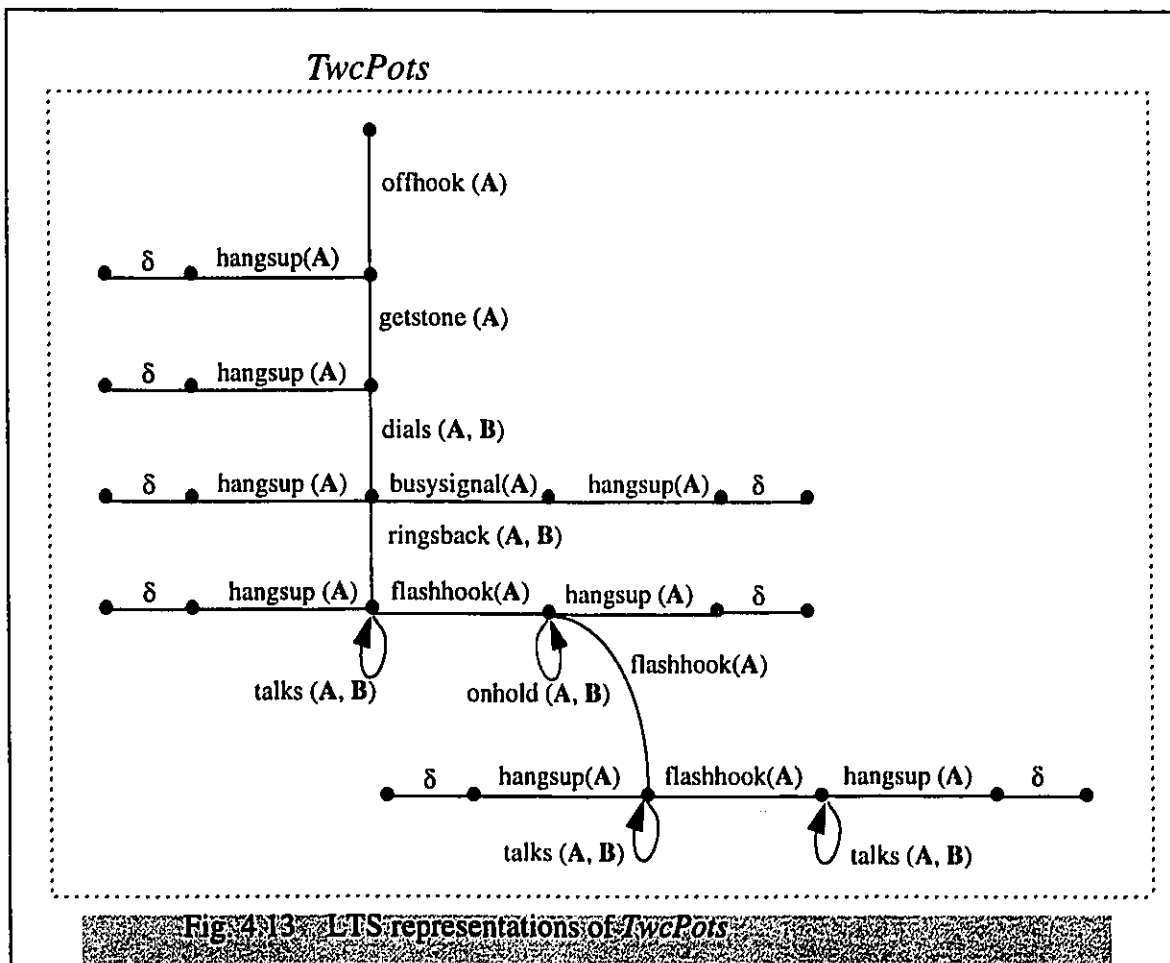 TwcPots
offhook (A)
δ hangsup(A)
getstone (A)
δ hangsup (A)
dials (A, B)
δ hangsup (A) busysignal(A) hangsup(A) δ
ringsback (A, B)
δ hangsup (A) flashhook(A) hangsup (A) δ
flashhook(A)
talks (A, B) onhold (A, B)
δ hangsup(A) flashhook(A) hangsup (A) δ
talks (A, B) talks (A, B)
Fig. 4.13 LTS representations of TwcPots